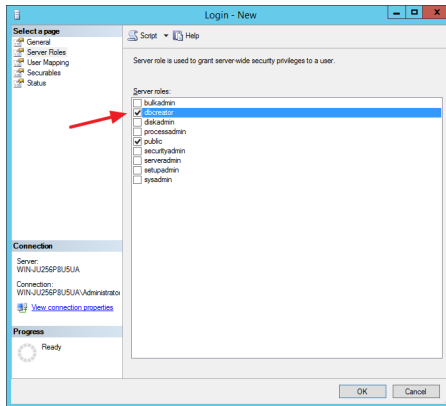 Login - New
Select a page
General
Server Roles
User Mapping
Securables
Status
Script
Help
Server role is used to grant server-wide security privileges to a user.
Server roles:
bulkadmin
dbcreator
diskadmin
processadmin
public
securityadmin
serveradmin
setupadmin
sysadmin
Connection
Server:
WIN-JU256P8U5UA
Connection:
WIN-JU256P8U5UA\Administrator
View connection properties
Progress
Ready
OK
Cancel